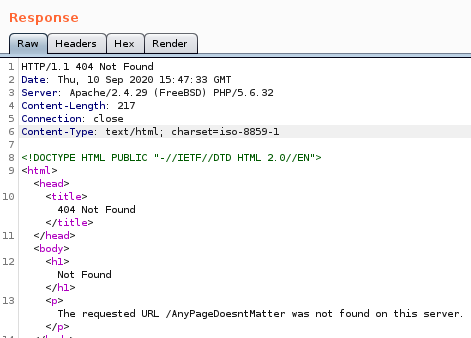 Response
Raw Headers Hex Render
1 HTTP/1.1 404 Not Found
2 Date: Thu, 10 Sep 2020 15:47:33 GMT
3 Server: Apache/2.4.29 (FreeBSD) PHP/5.6.32
4 Content-Length: 217
5 Connection: close
6 Content-Type: text/html; charset=iso-8859-1
7
8 <!DOCTYPE HTML PUBLIC "-//IETF//DTD HTML 2.0//EN">
9 <html>
<head>
10 <title>
404 Not Found
</title>
11 </head>
<body>
12 <h1>
Not Found
</h1>
13 <p>
The requested URL /AnyPageDoesntMatter was not found on this server.
</p>